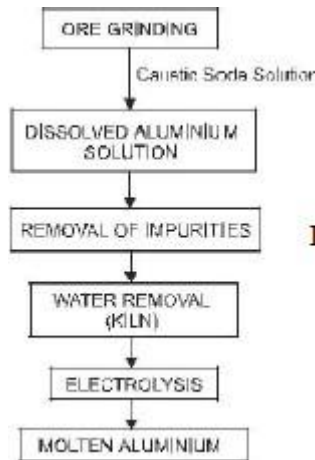 ORE GRINDING
Caustic Soda Solution
DISSOLVED ALUMINIUM
SOLUTION
REMOVAL OF IMPURITIES
WATER REMOVAL
(KILN)
ELECTROLYSIS
MOLTEN ALUMINIUM